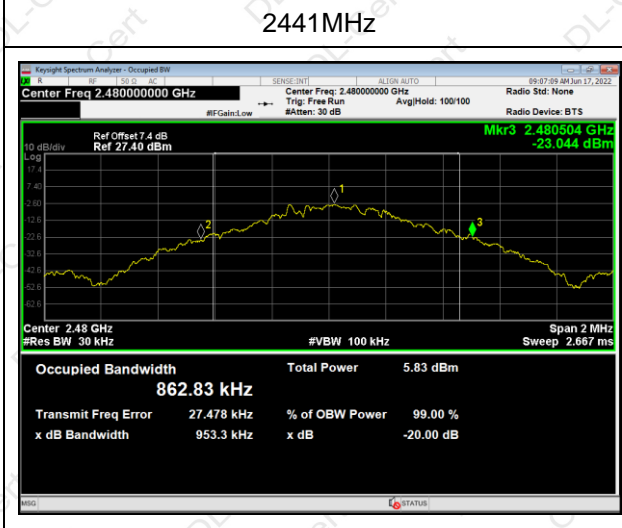 2441MHz
Keysight Spectrum Analyzer - Occupied BW
R RF 50 Ω AC SENSE:INT ALIGN AUTO 09:07:09 AM Jun 17, 2022
Center Freq 2.480000000 GHz Center Freq: 2.480000000 GHz Radio Std: None
Trig: Free Run Avg|Hold: 100/100
#IFGain:Low #Atten: 30 dB Radio Device: BTS
Ref Offset 7.4 dB Mkr3 2.480504 GHz
10 dB/div Ref 27.40 dBm -23.044 dBm
Log
17.4
7.40
1
-2.60
-12.6
2 3
-22.6
-32.6
-42.6
-52.6
-62.6
Center 2.48 GHz Span 2 MHz
#Res BW 30 kHz #VBW 100 kHz Sweep 2.667 ms
Occupied Bandwidth Total Power 5.83 dBm
862.83 kHz
Transmit Freq Error 27.478 kHz % of OBW Power 99.00 %
x dB Bandwidth 953.3 kHz x dB -20.00 dB
MSG STATUS